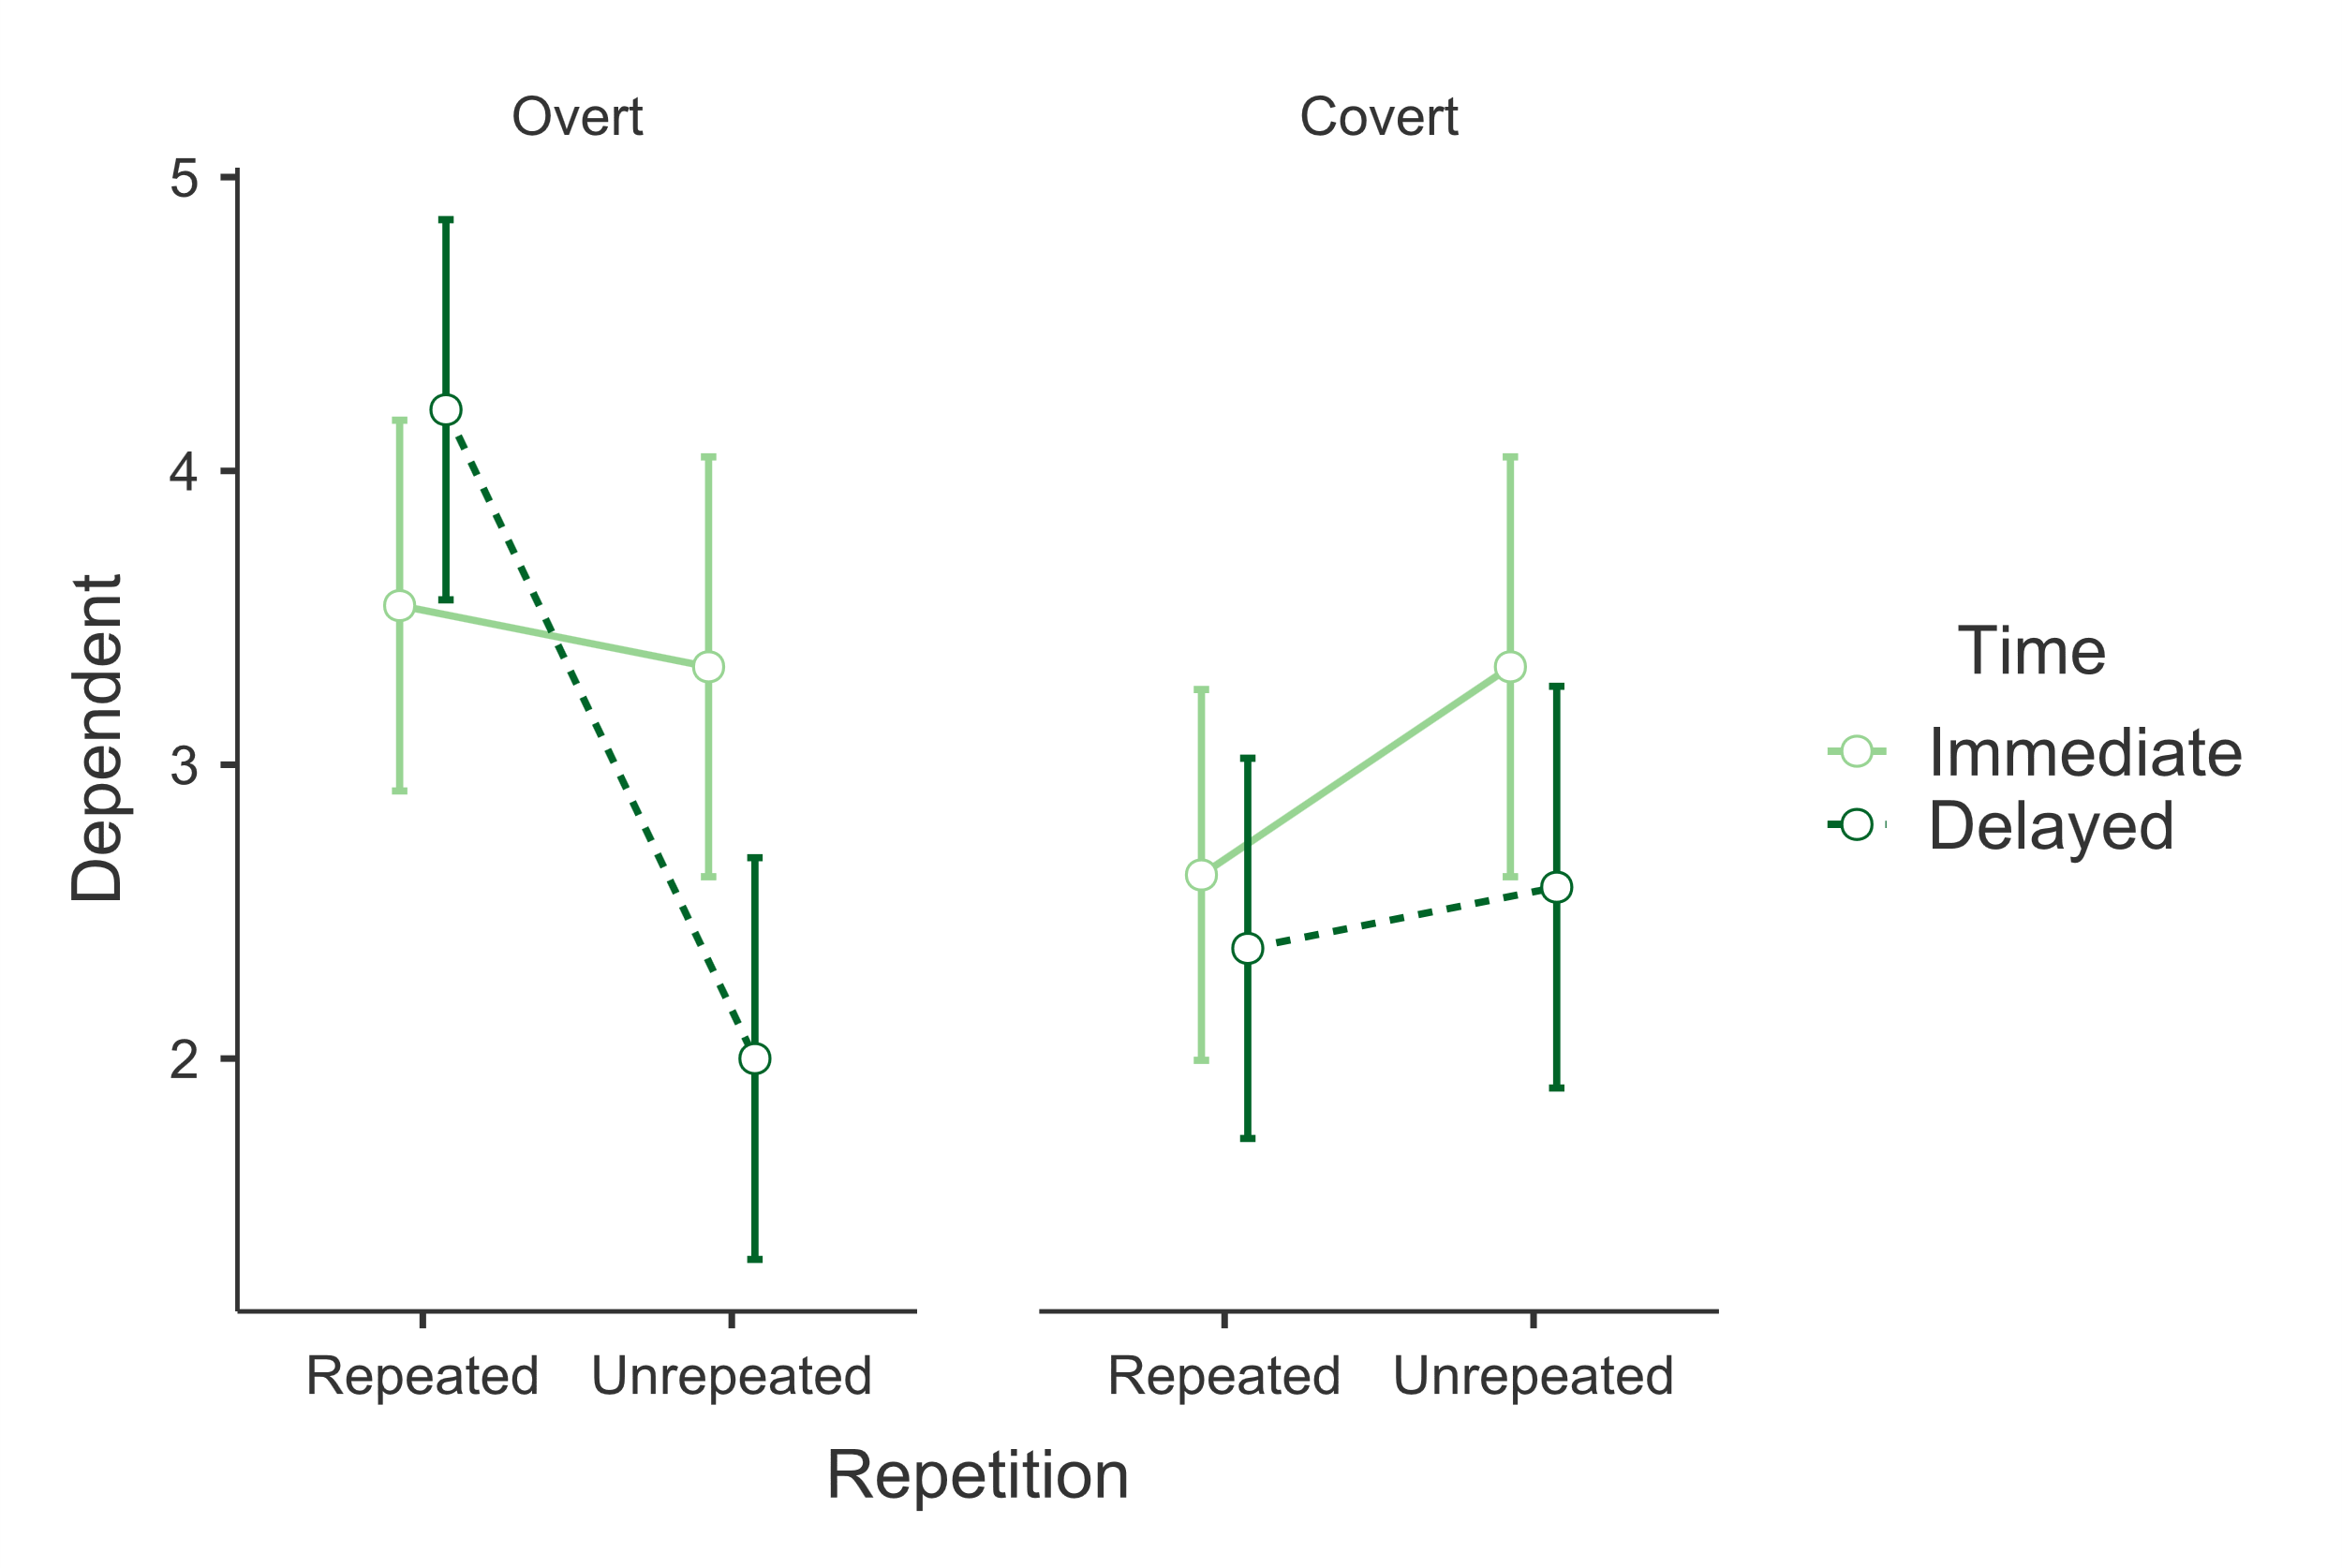 Overt
Covert
5
4
3
2
Dependent
Repeated
Unrepeated
Repeated
Unrepeated
Repetition
Time
Immediate
Delayed